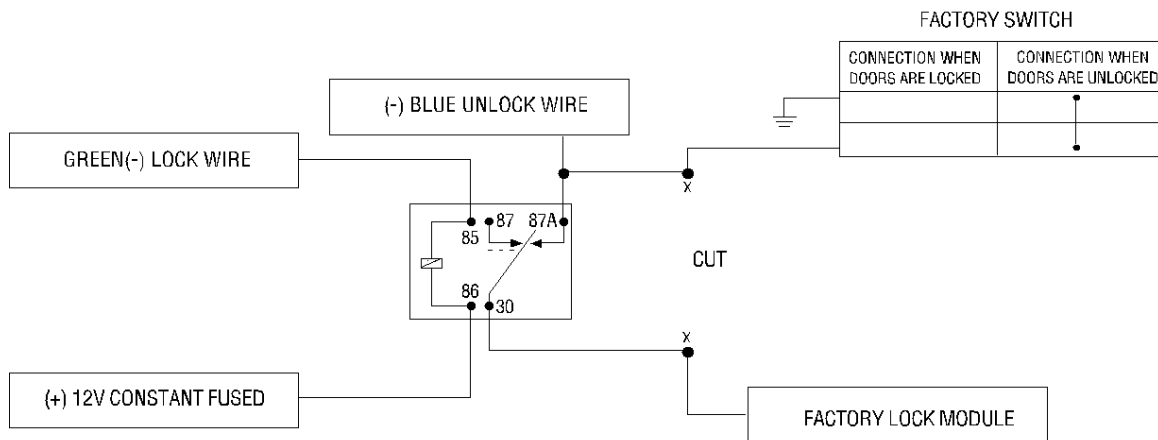 FACTORY SWITCH
CONNECTION WHEN
DOORS ARE LOCKED
CONNECTION WHEN
DOORS ARE UNLOCKED
(-) BLUE UNLOCK WIRE
GREEN(-) LOCK WIRE
X
87
87A
85
CUT
86
30
X
(+) 12V CONSTANT FUSED
FACTORY LOCK MODULE